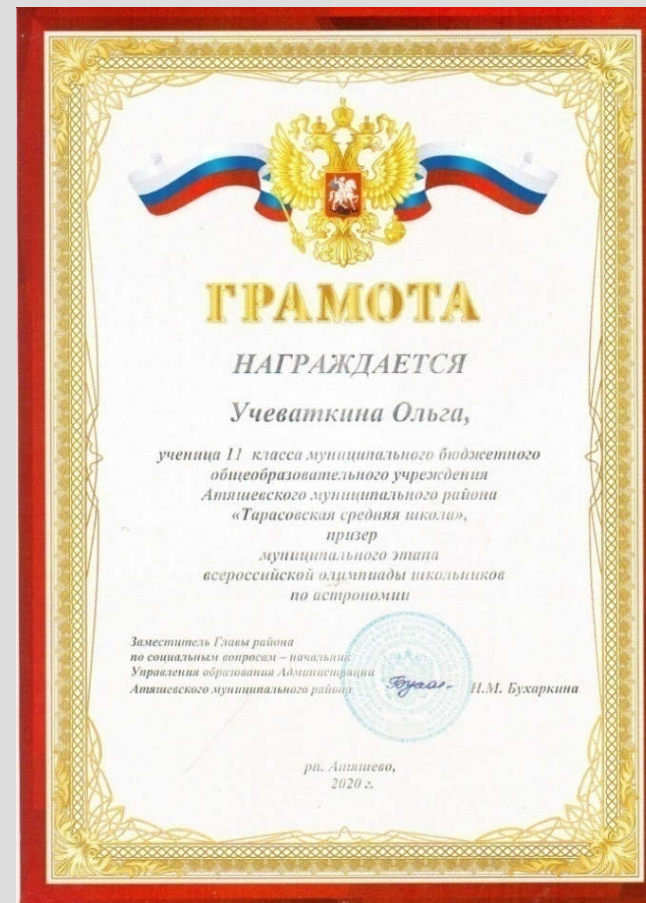 ГРАМОТА
НАГРАЖДАЕТСЯ
Учеваткина Ольга,
ученица 11 класса муниципального бюджетного
общеобразовательного учреждения
Атяшевского муниципального района
«Тарасовская средняя школа»,
призер
муниципального этапа
всероссийской олимпиады школьников
по астрономии
Заместитель Главы района
по социальным вопросам – начальник
Управления образования Администрации
Атяшевского муниципального района
Н.М. Бухаркина
рп. Атяшево,
2020 г.